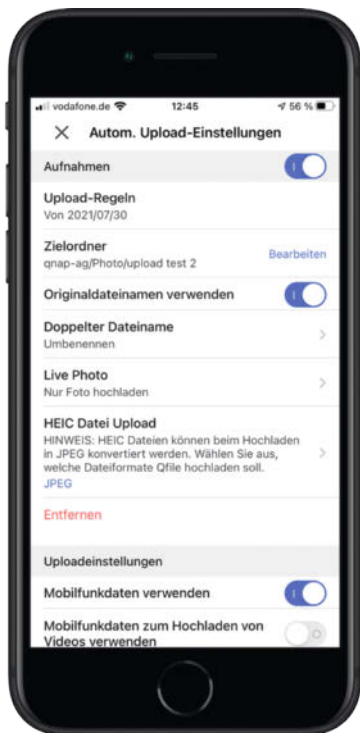 vodafone.de 12:45 56 %
Autom. Upload-Einstellungen
Aufnahmen
Upload-Regeln
Von 2021/07/30
Zielordner
qnap-ag/Photo/upload test 2
Bearbeiten
Originaldateinamen verwenden
Doppelter Dateiname
Umbenennen
Live Photo
Nur Foto hochladen
HEIC Datei Upload
HINWEIS: HEIC Dateien können beim Hochladen
in JPEG konvertiert werden. Wählen Sie aus,
welche Dateiformate Qfile hochladen soll.
JPEG
Entfernen
Uploadeinstellungen
Mobilfunkdaten verwenden
Mobilfunkdaten zum Hochladen von
Videos verwenden